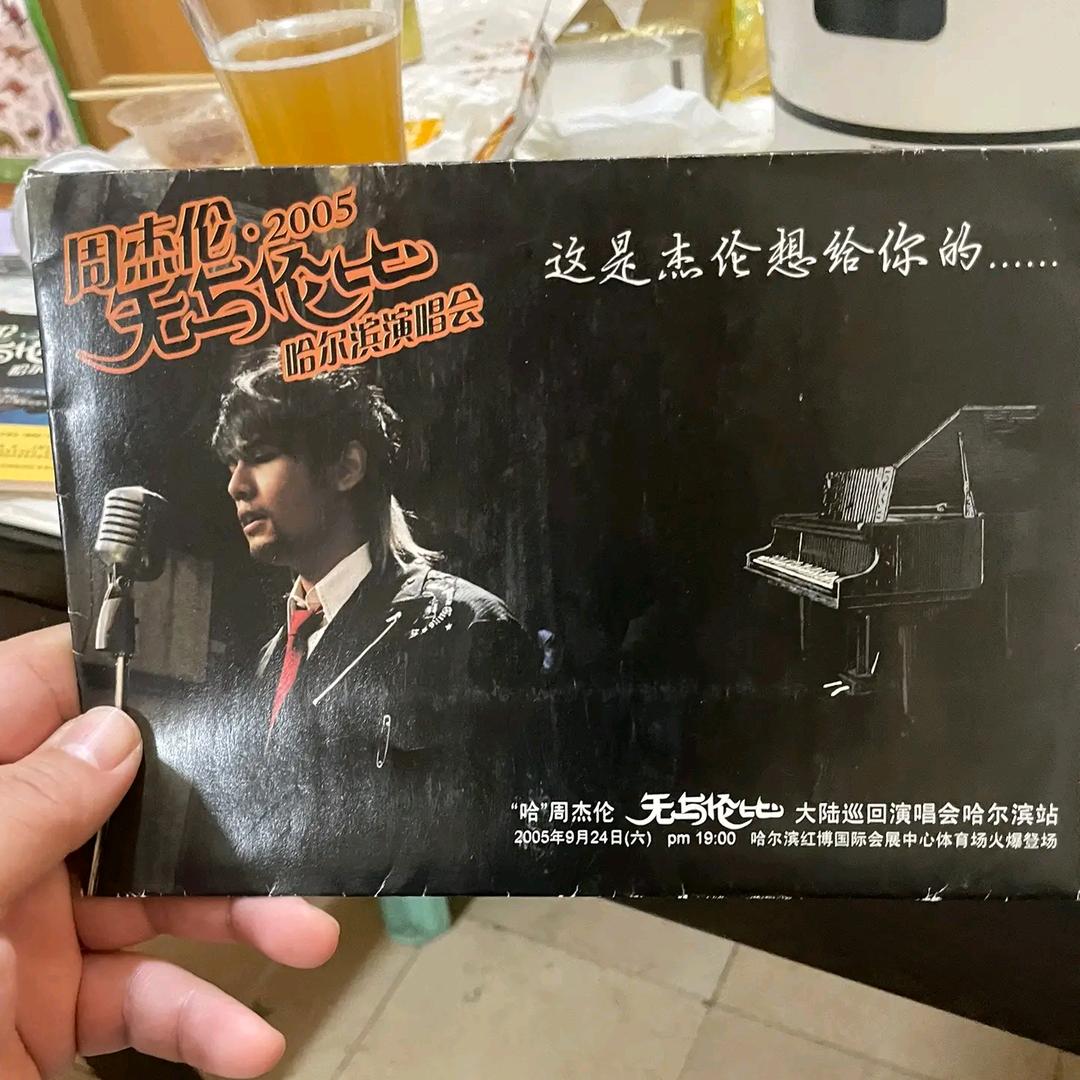 周杰伦·2005
无与伦比
哈尔滨演唱会
这是杰伦想给你的......
“哈”周杰伦 无与伦比 大陆巡回演唱会哈尔滨站
2005年9月24日(六) pm 19:00 哈尔滨红博国际会展中心体育场火爆登场